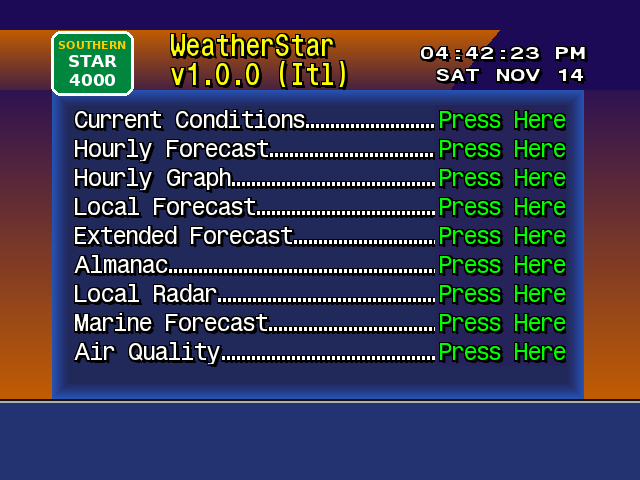 SOUTHERN
STAR
4000
WeatherStar
v1.0.0 (Itl)
04:42:23 PM
SAT NOV 14
Current Conditions......................Press Here
Hourly Forecast...........................Press Here
Hourly Graph.................................Press Here
Local Forecast.............................Press Here
Extended Forecast.......................Press Here
Almanac...........................................Press Here
Local Radar...................................Press Here
Marine Forecast...........................Press Here
Air Quality...................................Press Here